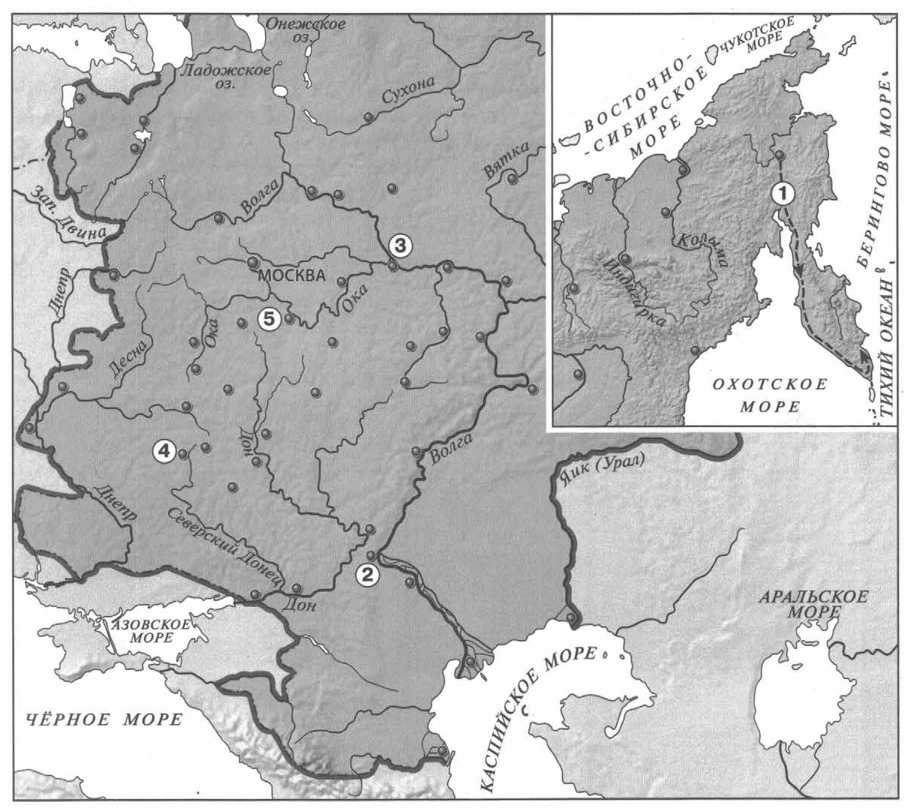 Онежское
оз.
Ладожское
оз.
Сухона
Вятка
Волга
Зап. Двина
3
МОСКВА
Днепр
Ока
5
Ока
Десна
4
Дон
Волга
Днепр
Северский Донец
2
Дон
Яик (Урал)
АЗОВСКОЕ
МОРЕ
ЧЁРНОЕ МОРЕ
КАСПИЙСКОЕ МОРЕ
АРАЛЬСКОЕ
МОРЕ
ЧУКОТСКОЕ
МОРЕ
ВОСТОЧНО-
-СИБИРСКОЕ
МОРЕ
1
Колыма
Индигирка
БЕРИНГОВО МОРЕ
ТИХИЙ ОКЕАН
ОХОТСКОЕ
МОРЕ